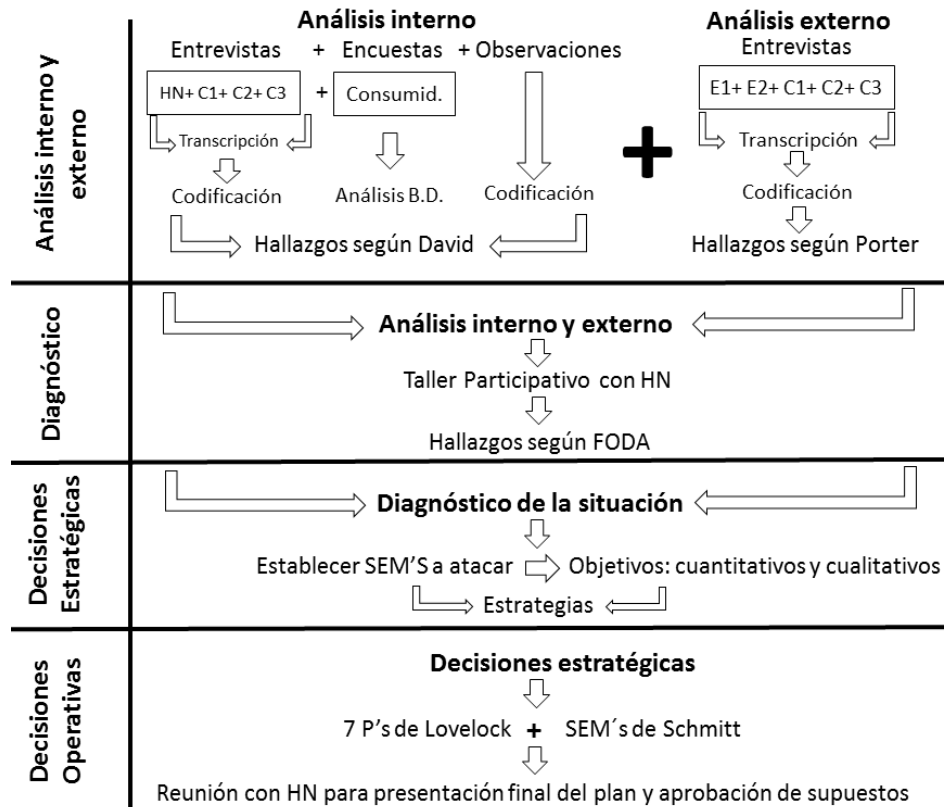 Análisis interno y
externo
Análisis interno
Análisis externo
Entrevistas + Encuestas + Observaciones
Entrevistas
HN+ C1+ C2+ C3 + Consumid.
E1+ E2+ C1+ C2+ C3
Transcripción
Transcripción
Codificación
Análisis B.D.
Codificación
Codificación
Hallazgos según David
Hallazgos según Porter
+
Diagnóstico
Análisis interno y externo
Taller Participativo con HN
Hallazgos según FODA
Decisiones
Estratégicas
Diagnóstico de la situación
Establecer SEM'S a atacar
Objetivos: cuantitativos y cualitativos
Estrategias
Decisiones
Operativas
Decisiones estratégicas
7 P's de Lovelock + SEM´s de Schmitt
Reunión con HN para presentación final del plan y aprobación de supuestos